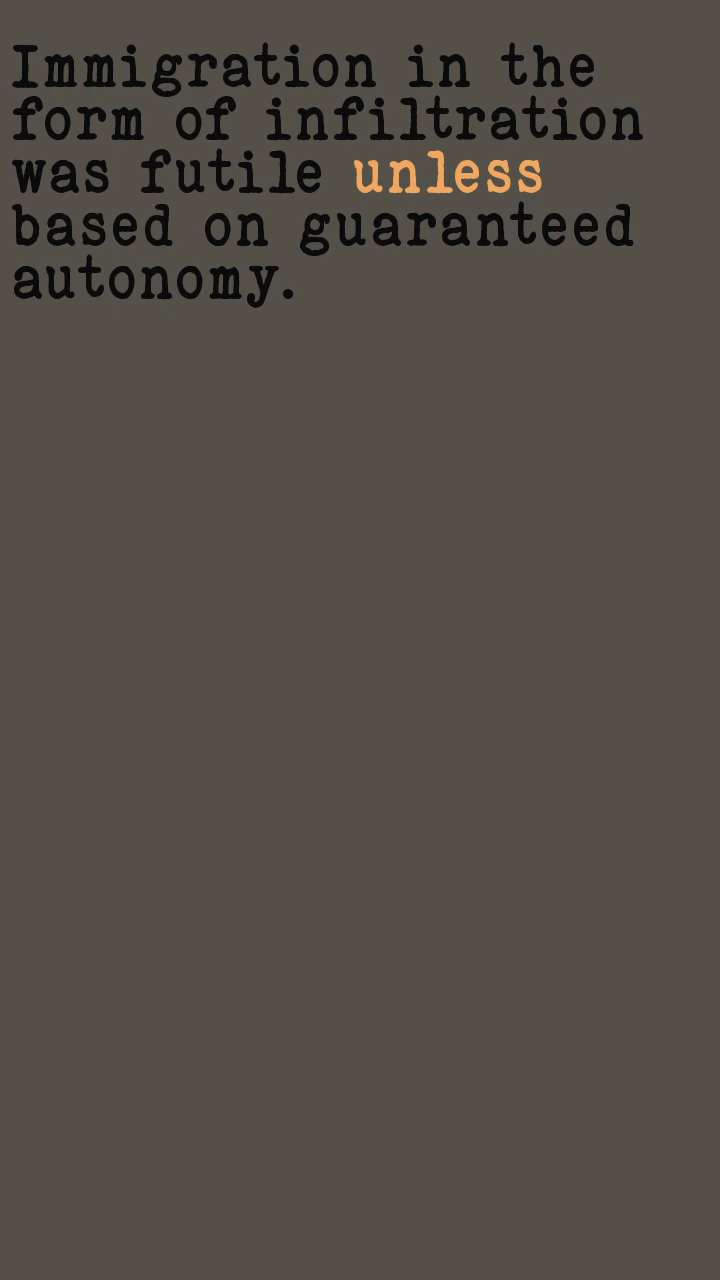 Immigration in the
form of infiltration
was futile unless
based on guaranteed
autonomy.